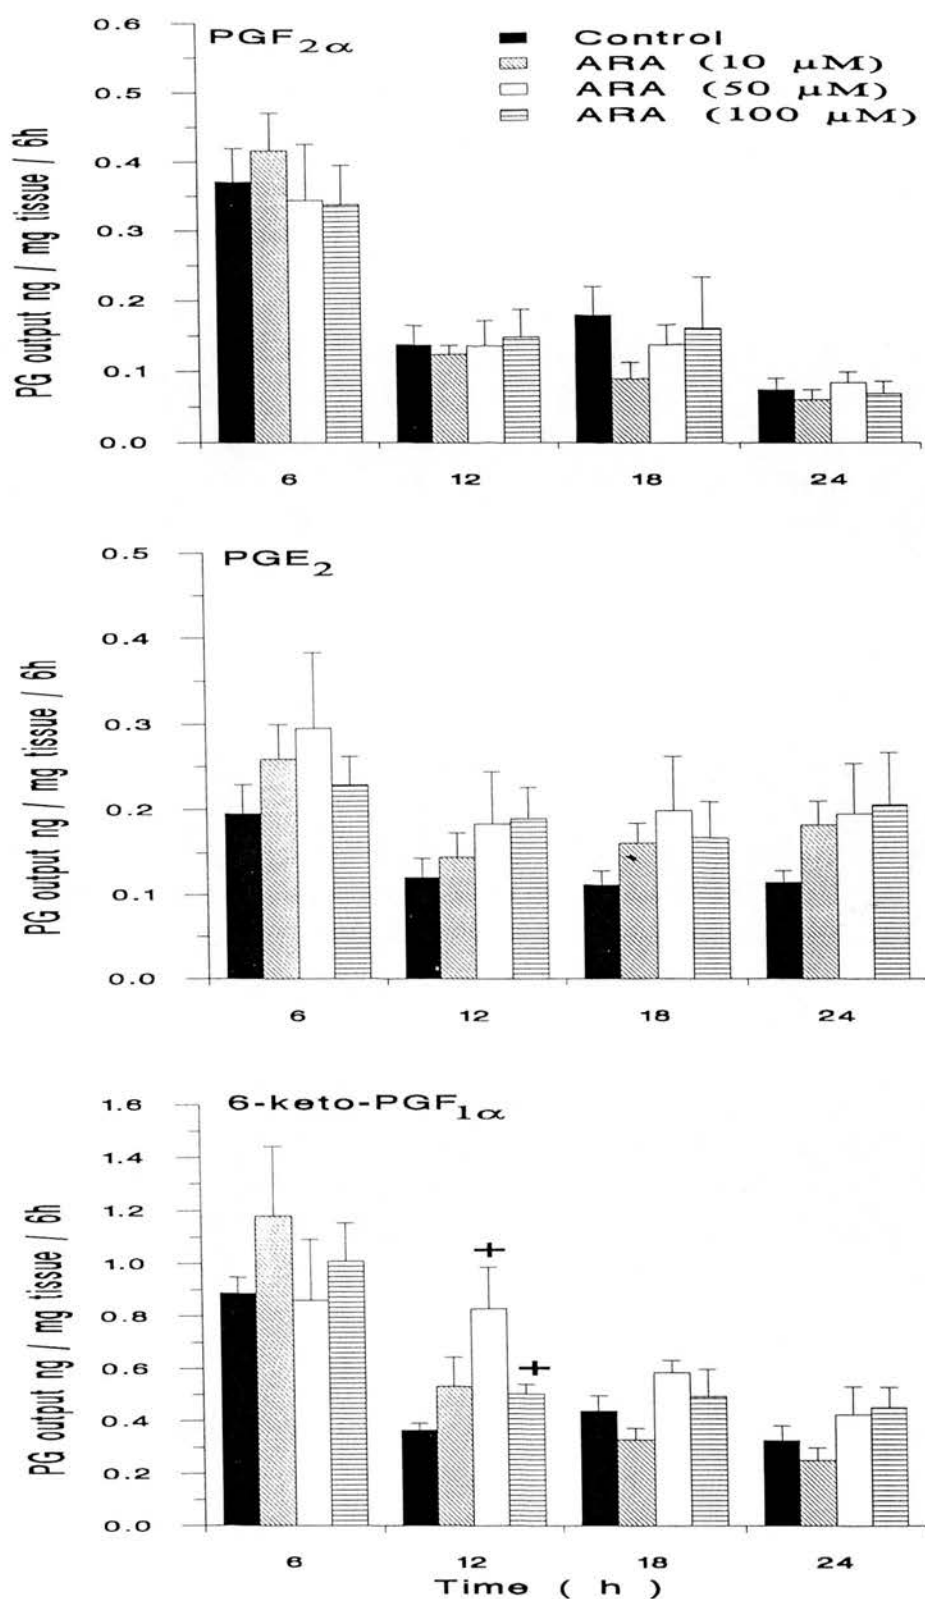 PGF2α
Control
ARA (10 µM)
ARA (50 µM)
ARA (100 µM)
PG output ng / mg tissue / 6h
0.6
0.5
0.4
0.3
0.2
0.1
0.0
6 12 18 24
PGE2
PG output ng / mg tissue / 6h
0.5
0.4
0.3
0.2
0.1
0.0
6 12 18 24
6-keto-PGF1α
PG output ng / mg tissue / 6h
1.6
1.4
1.2
1.0
0.8
0.6
0.4
0.2
0.0
+
+
6 12 18 24
Time ( h )